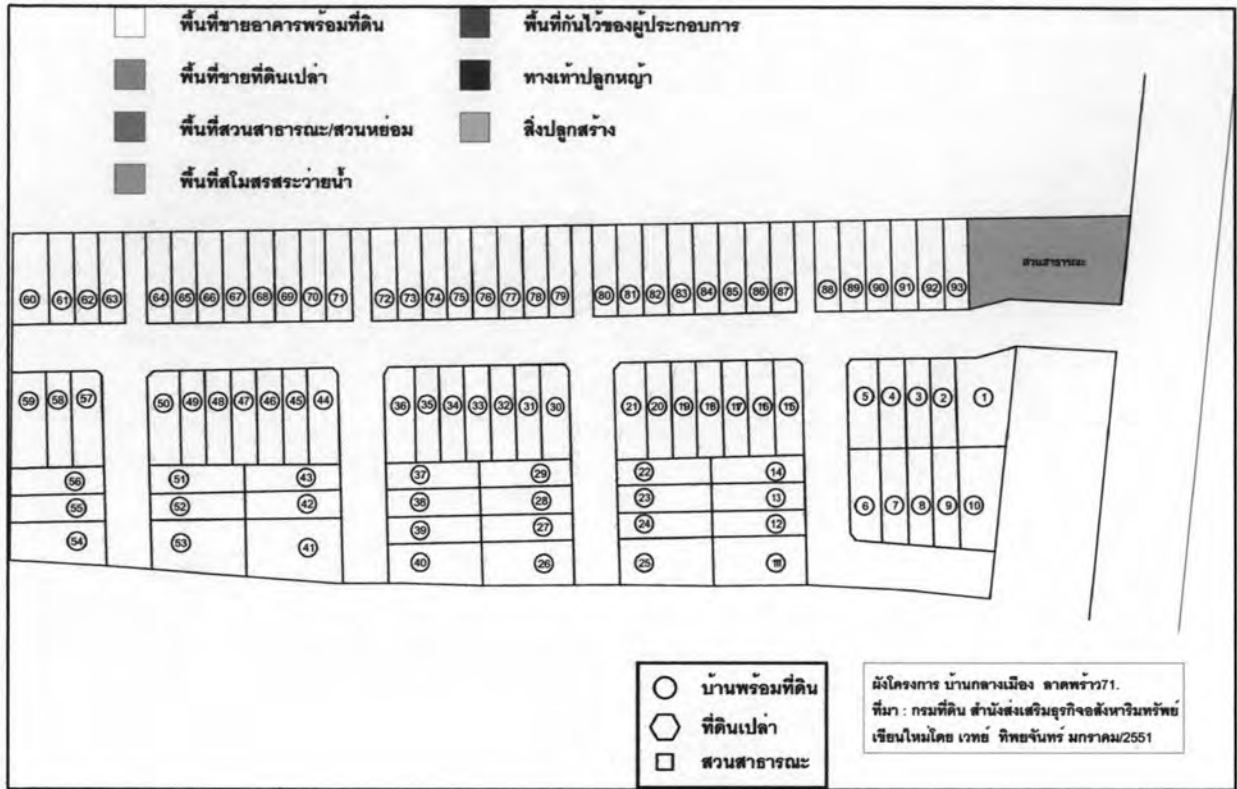 พื้นที่ขายอาคารพร้อมที่ดิน
พื้นที่กันไว้ของผู้ประกอบการ
พื้นที่ขายที่ดินเปล่า
ทางเท้าปลูกหญ้า
พื้นที่สวนสาธารณะ/สวนหย่อม
สิ่งปลูกสร้าง
พื้นที่สโมสรสระว่ายน้ำ
สวนสาธารณะ
60 61 62 63 64 65 66 67 68 69 70 71 72 73 74 75 76 77 78 79 80 81 82 83 84 85 86 87 88 89 90 91 92 93
59 58 57 50 49 48 47 46 45 44 36 35 34 33 32 31 30 21 20 19 18 17 16 15 5 4 3 2 1
56 51 43 37 29 22 14
55 52 42 38 28 23 13
39 27 24 12 6 7 8 9 10
54 53 41 40 26 25 11
บ้านพร้อมที่ดิน
ที่ดินเปล่า
สวนสาธารณะ
ผังโครงการ บ้านกลางเมือง ลาดพร้าว71.
ที่มา : กรมที่ดิน สำนังส่งเสริมธุรกิจอสังหาริมทรัพย์
เขียนใหม่โดย เวทย์ ทิพยจันทร์ มกราคม/2551